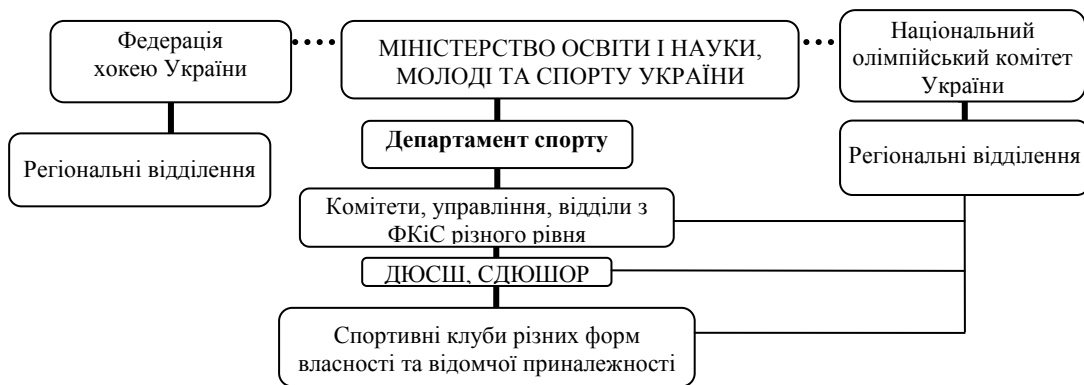 Федерація
хокею України
МІНІСТЕРСТВО ОСВІТИ І НАУКИ,
МОЛОДІ ТА СПОРТУ УКРАЇНИ
Національний
олімпійський комітет
України
Регіональні відділення
Департамент спорту
Регіональні відділення
Комітети, управління, відділи з
ФКіС різного рівня
ДЮСШ, СДЮШОР
Спортивні клуби різних форм
власності та відомчої приналежності